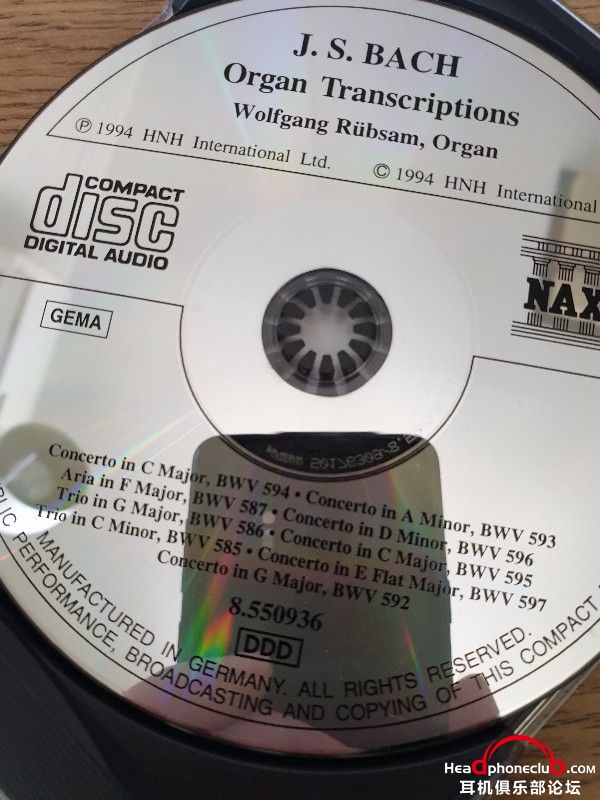 J. S. BACH
Organ Transcriptions
Wolfgang Rübsam, Organ
℗ 1994 HNH International Ltd.
© 1994 HNH International
COMPACT
disc
DIGITAL AUDIO
NAX
GEMA
Concerto in C Major, BWV 594 • Concerto in A Minor, BWV 593
Aria in F Major, BWV 587 • Concerto in D Minor, BWV 596
Trio in G Major, BWV 586 • Concerto in C Major, BWV 595
Trio in C Minor, BWV 585 • Concerto in E Flat Major, BWV 597
Concerto in G Major, BWV 592
8.550936
DDD
MANUFACTURED IN GERMANY. ALL RIGHTS RESERVED.
PUBLIC PERFORMANCE, BROADCASTING AND COPYING OF THIS COMPACT
Headphoneclub.com
耳机俱乐部论坛